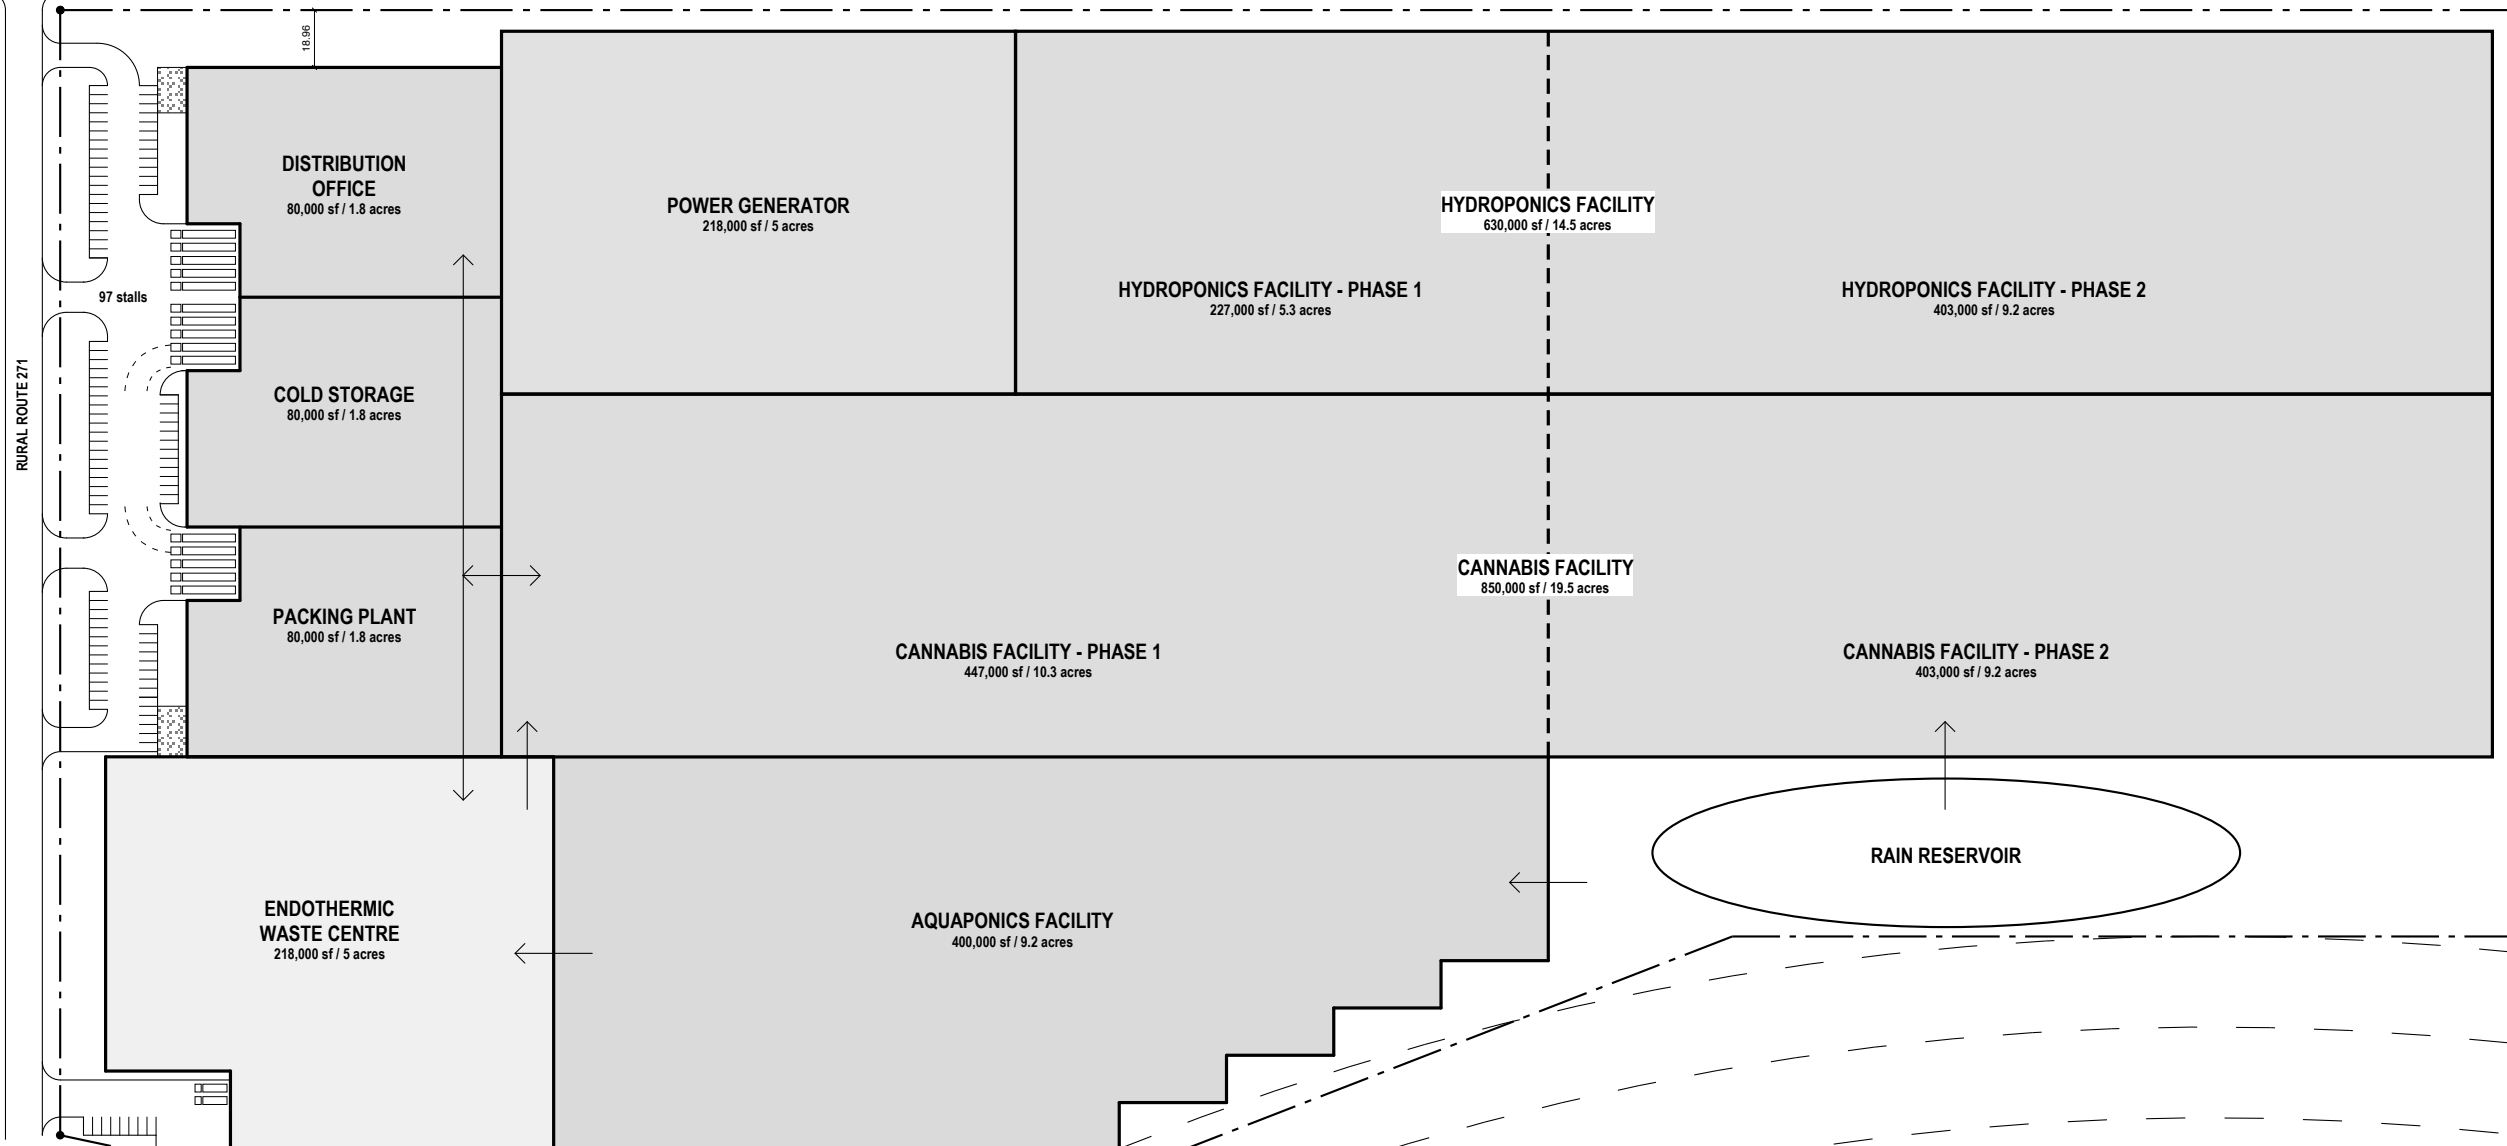 18.96
DISTRIBUTION
OFFICE
80,000 sf / 1.8 acres
POWER GENERATOR
218,000 sf / 5 acres
HYDROPONICS FACILITY
630,000 sf / 14.5 acres
97 stalls
HYDROPONICS FACILITY - PHASE 1
227,000 sf / 5.3 acres
HYDROPONICS FACILITY - PHASE 2
403,000 sf / 9.2 acres
RURAL ROUTE 271
COLD STORAGE
80,000 sf / 1.8 acres
CANNABIS FACILITY
850,000 sf / 19.5 acres
PACKING PLANT
80,000 sf / 1.8 acres
CANNABIS FACILITY - PHASE 1
447,000 sf / 10.3 acres
CANNABIS FACILITY - PHASE 2
403,000 sf / 9.2 acres
RAIN RESERVOIR
ENDOTHERMIC
WASTE CENTRE
218,000 sf / 5 acres
AQUAPONICS FACILITY
400,000 sf / 9.2 acres